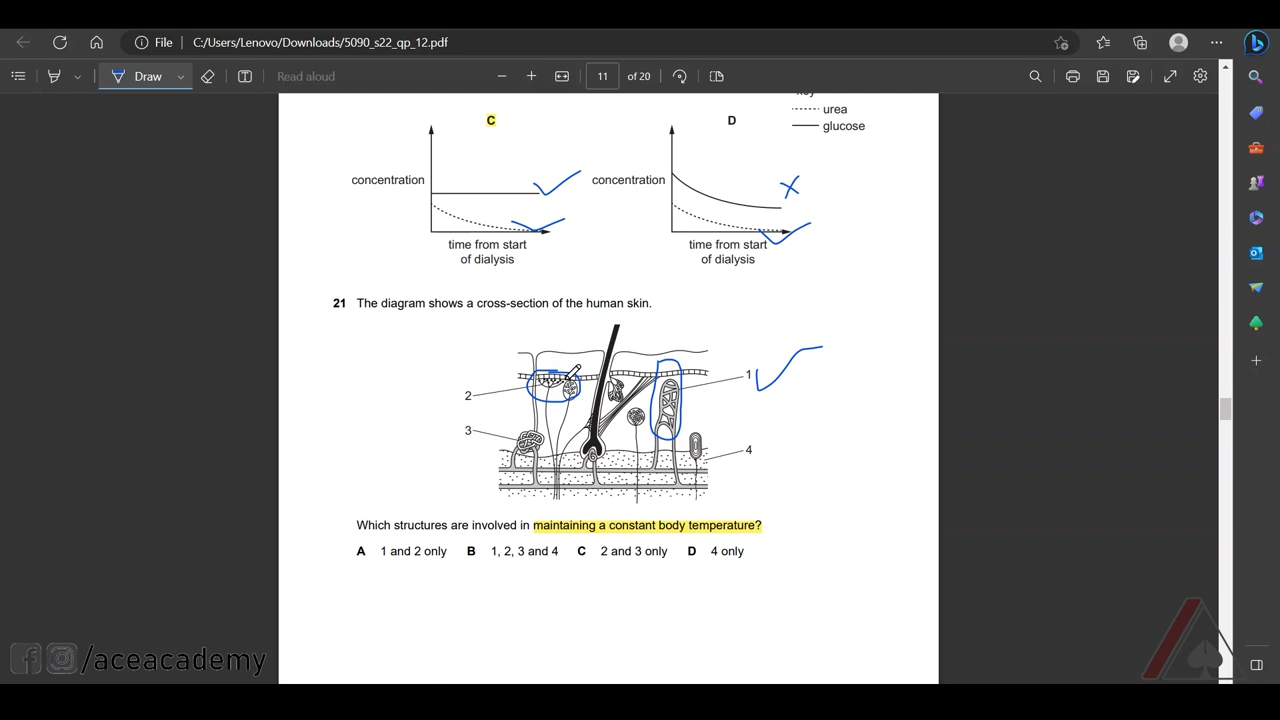 File C:/Users/Lenovo/Downloads/5090_s22_qp_12.pdf
Draw Read aloud 11 of 20
urea
glucose
C D
concentration concentration
time from start time from start
of dialysis of dialysis
21 The diagram shows a cross-section of the human skin.
1
2
3
4
Which structures are involved in maintaining a constant body temperature?
A 1 and 2 only B 1, 2, 3 and 4 C 2 and 3 only D 4 only
/aceacademy